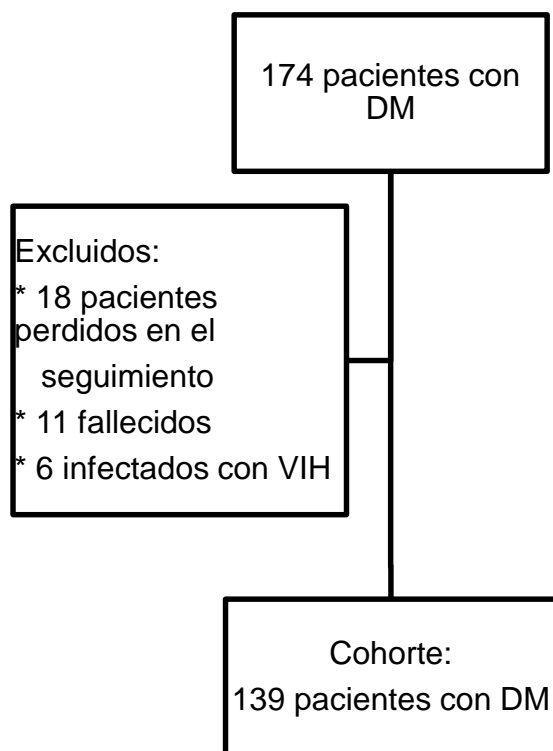 174 pacientes con
DM
Excluidos:
* 18 pacientes
perdidos en el
seguimiento
* 11 fallecidos
* 6 infectados con VIH
Cohorte:
139 pacientes con DM